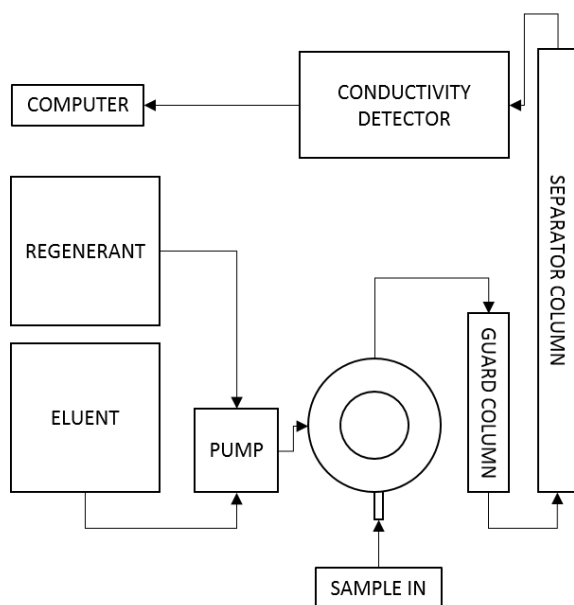 COMPUTER
CONDUCTIVITY
DETECTOR
SEPARATOR COLUMN
REGENERANT
ELUENT
PUMP
GUARD COLUMN
SAMPLE IN